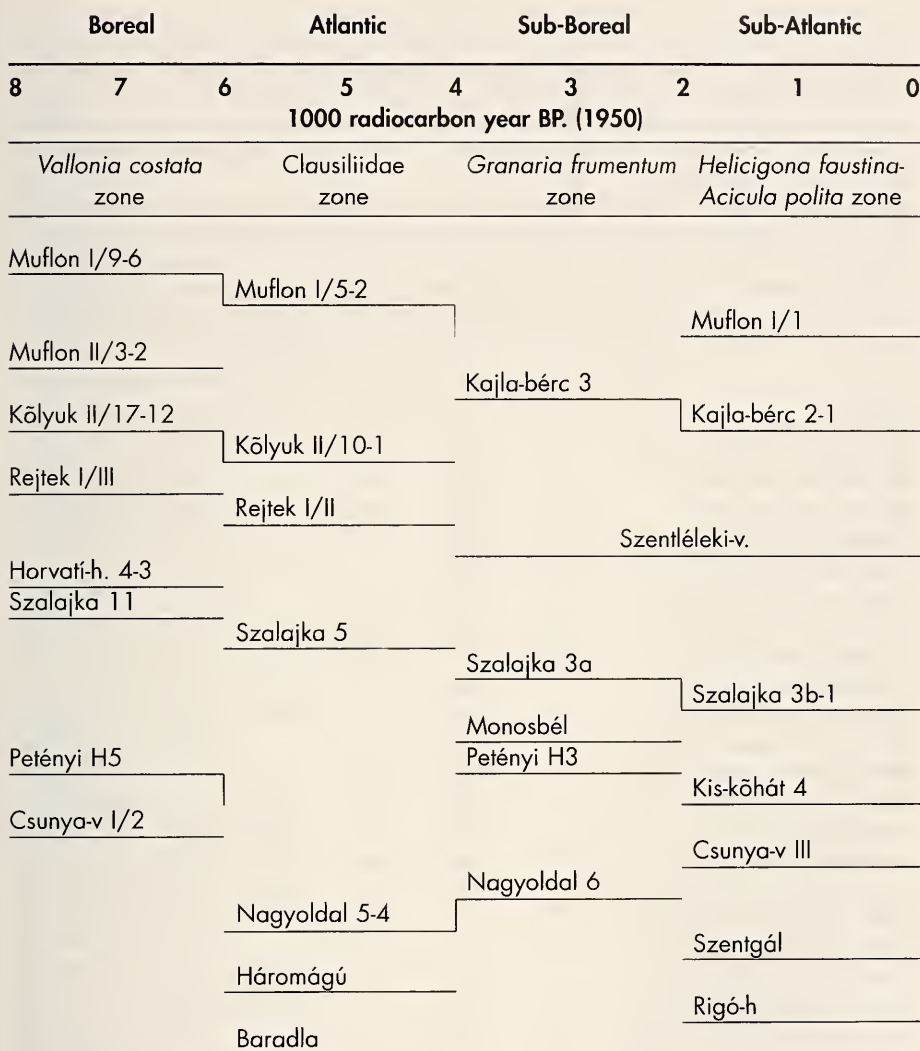 Boreal Atlantic Sub-Boreal Sub-Atlantic
8 7 6 5 4 3 2 1 0
1000 radiocarbon year BP. (1950)
Vallonia costata Clausiliidae Granaria frumentum Helicigona faustina-
zone zone zone Acicula polita zone
Muflon I/9-6
Muflon I/5-2
Muflon I/1
Muflon II/3-2
Kajla-bérc 3
Kõlyuk II/17-12 Kajla-bérc 2-1
Kõlyuk II/10-1
Rejtek I/III
Rejtek I/II
Szentléleki-v.
Horvatí-h. 4-3
Szalajka 11
Szalajka 5
Szalajka 3a
Szalajka 3b-1
Monosbél
Petényi H5 Petényi H3
Kis-kõhát 4
Csunya-v I/2
Csunya-v III
Nagyoldal 6
Nagyoldal 5-4
Szentgál
Háromágú
Rigó-h
Baradla